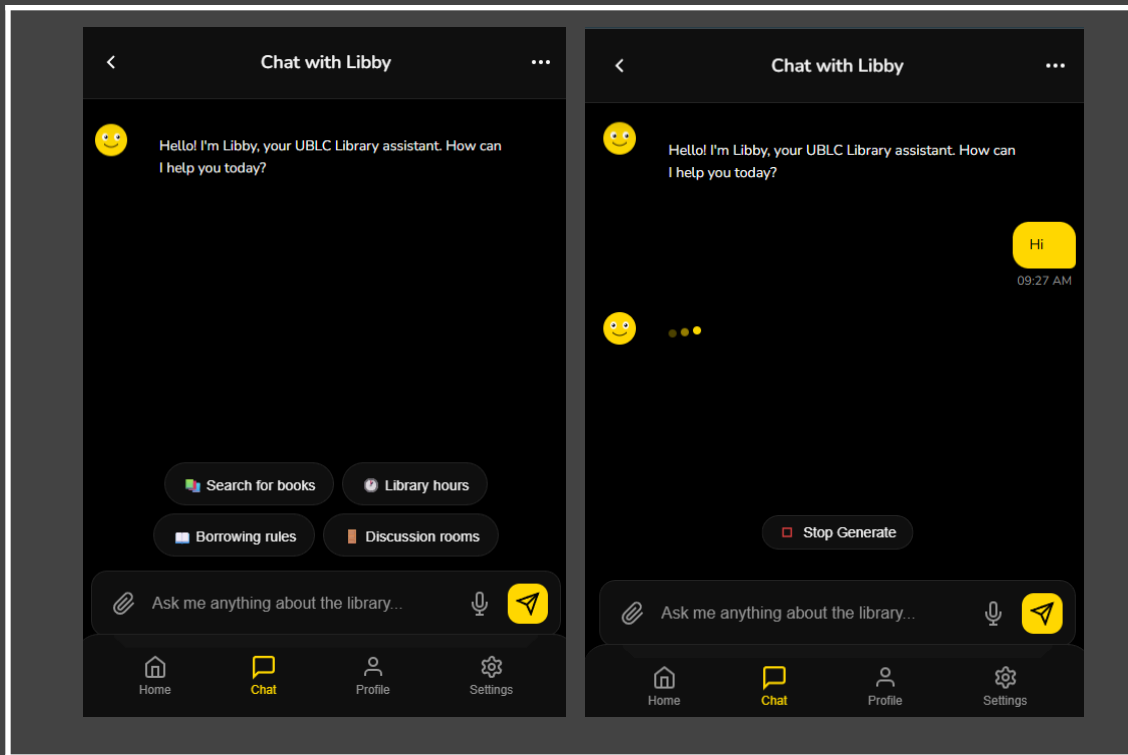 Chat with Libby
Hello! I'm Libby, your UBLC Library assistant. How can
I help you today?
Search for books
Library hours
Borrowing rules
Discussion rooms
Ask me anything about the library...
Home
Chat
Profile
Settings
Chat with Libby
Hello! I'm Libby, your UBLC Library assistant. How can
I help you today?
Hi
09:27 AM
Stop Generate
Ask me anything about the library...
Home
Chat
Profile
Settings